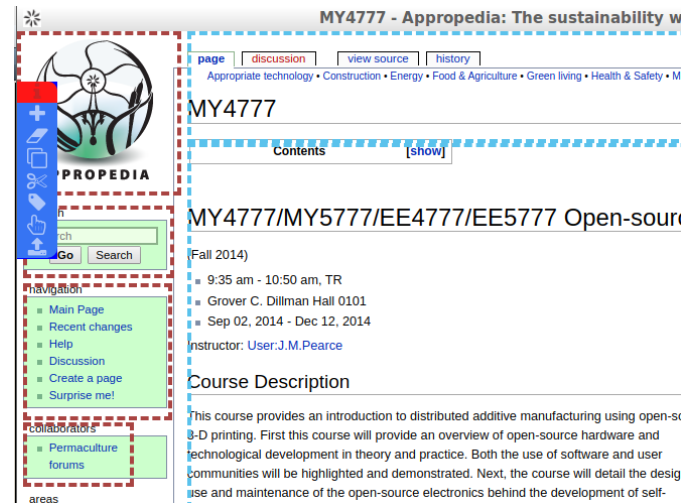 MY4777 - Appropedia: The sustainability w
page discussion view source history
Appropriate technology • Construction • Energy • Food & Agriculture • Green living • Health & Safety • M
MY4777
PROPEDIA
Contents [show]
MY4777/MY5777/EE4777/EE5777 Open-sour
Go Search
(Fall 2014)
9:35 am - 10:50 am, TR
Grover C. Dillman Hall 0101
Sep 02, 2014 - Dec 12, 2014
Instructor: User:J.M.Pearce
navigation
Main Page
Recent changes
Help
Discussion
Create a page
Surprise me!
collaborators
Permaculture
forums
areas
Course Description
This course provides an introduction to distributed additive manufacturing using open-so
3-D printing. First this course will provide an overview of open-source hardware and
technological development in theory and practice. Both the use of software and user
communities will be highlighted and demonstrated. Next, the course will detail the desig
use and maintenance of the open-source electronics behind the development of self-